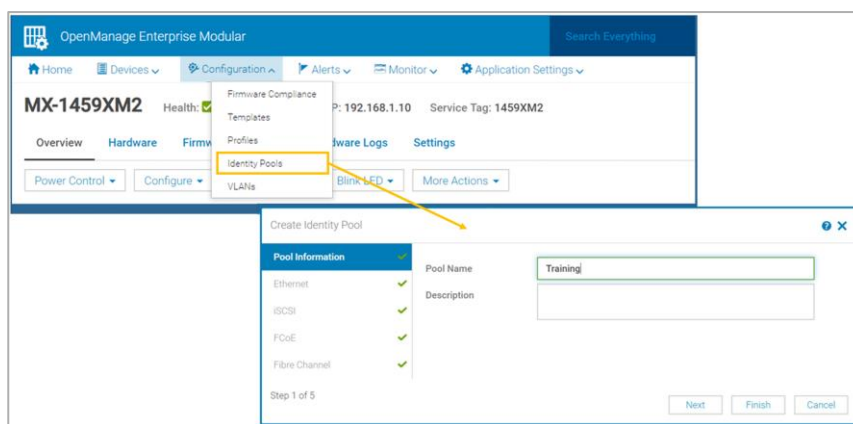 OpenManage Enterprise Modular Search Everything
Home Devices Configuration Alerts Monitor Application Settings
MX-1459XM2 Health: P: 192.168.1.10 Service Tag: 1459XM2
Firmware Compliance
Templates
Profiles
Identity Pools
VLANs
Overview Hardware Firmw dware Logs Settings
Power Control Configure Blink LED More Actions
Create Identity Pool
Pool Information
Ethernet
iSCSI
FCoE
Fibre Channel
Step 1 of 5
Pool Name Training
Description
Next Finish Cancel